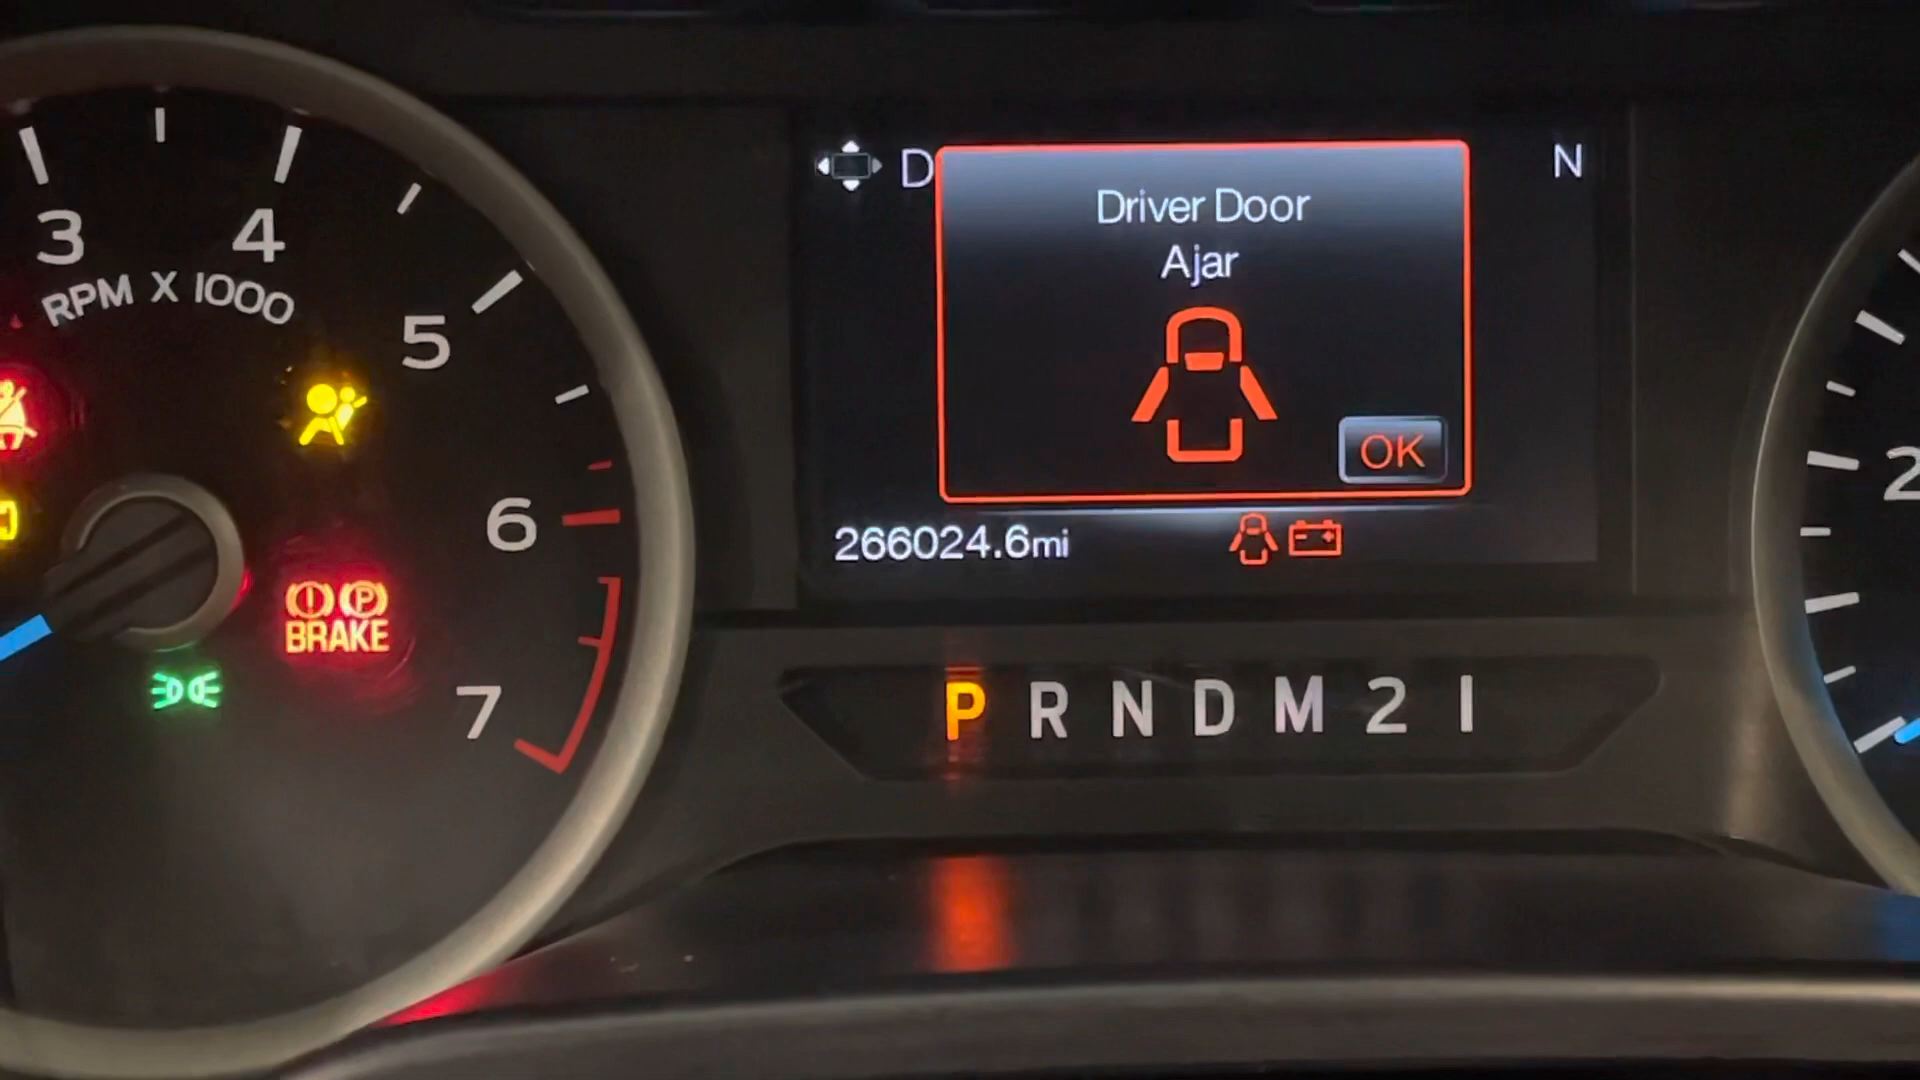 3
4
RPM X 1000
5
6
7
(!) (P)
BRAKE
D
N
Driver Door
Ajar
OK
266024.6mi
P R N D M 2 1
2